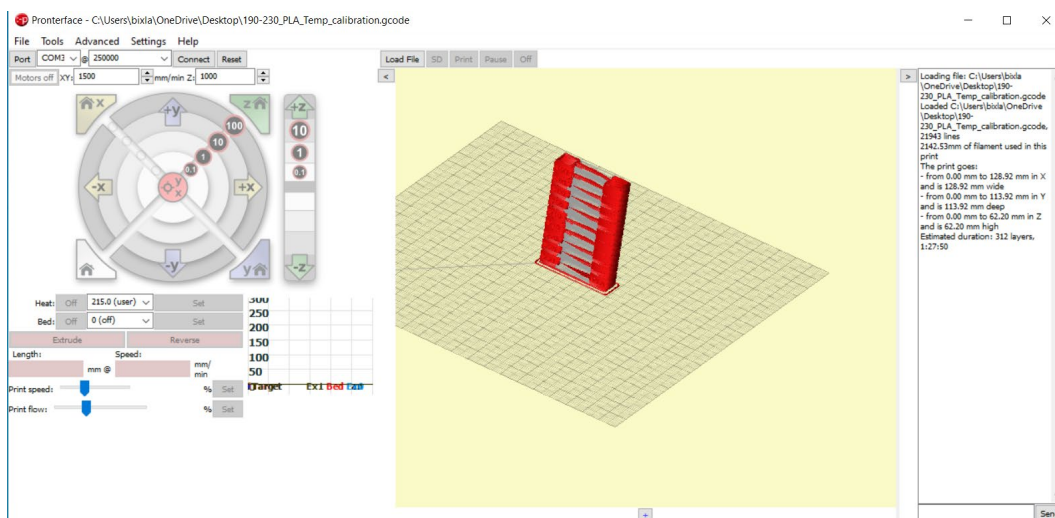 Pronterface - C:\Users\bixla\OneDrive\Desktop\190-230_PLA_Temp_calibration.gcode
File Tools Advanced Settings Help
Port COM3 @ 250000 Connect Reset
Load File SD Print Pause Off
Motors off XY: 1500 mm/min Z: 1000
< >
x +y z +z
100
10
1
0.1
-x y x +X
10
1
0.1
-y y -z
Heat: Off 215.0 (user) Set
Bed: Off 0 (off) Set
Extrude Reverse
Length: Speed:
mm @ mm/
min
Print speed: % Set
Print flow: % Set
300
250
200
150
100
50
0 Target Ex1 Bed Ex0
Loading file: C:\Users\bixla
\OneDrive\Desktop\190-
230_PLA_Temp_calibration.gcode
Loaded C:\Users\bixla\OneDrive
\Desktop\190-
230_PLA_Temp_calibration.gcode,
21943 lines
2142.53mm of filament used in this
print
The print goes:
- from 0.00 mm to 128.92 mm in X
and is 128.92 mm wide
- from 0.00 mm to 113.92 mm in Y
and is 113.92 mm deep
- from 0.00 mm to 62.20 mm in Z
and is 62.20 mm high
Estimated duration: 312 layers,
1:27:50
+
Sen